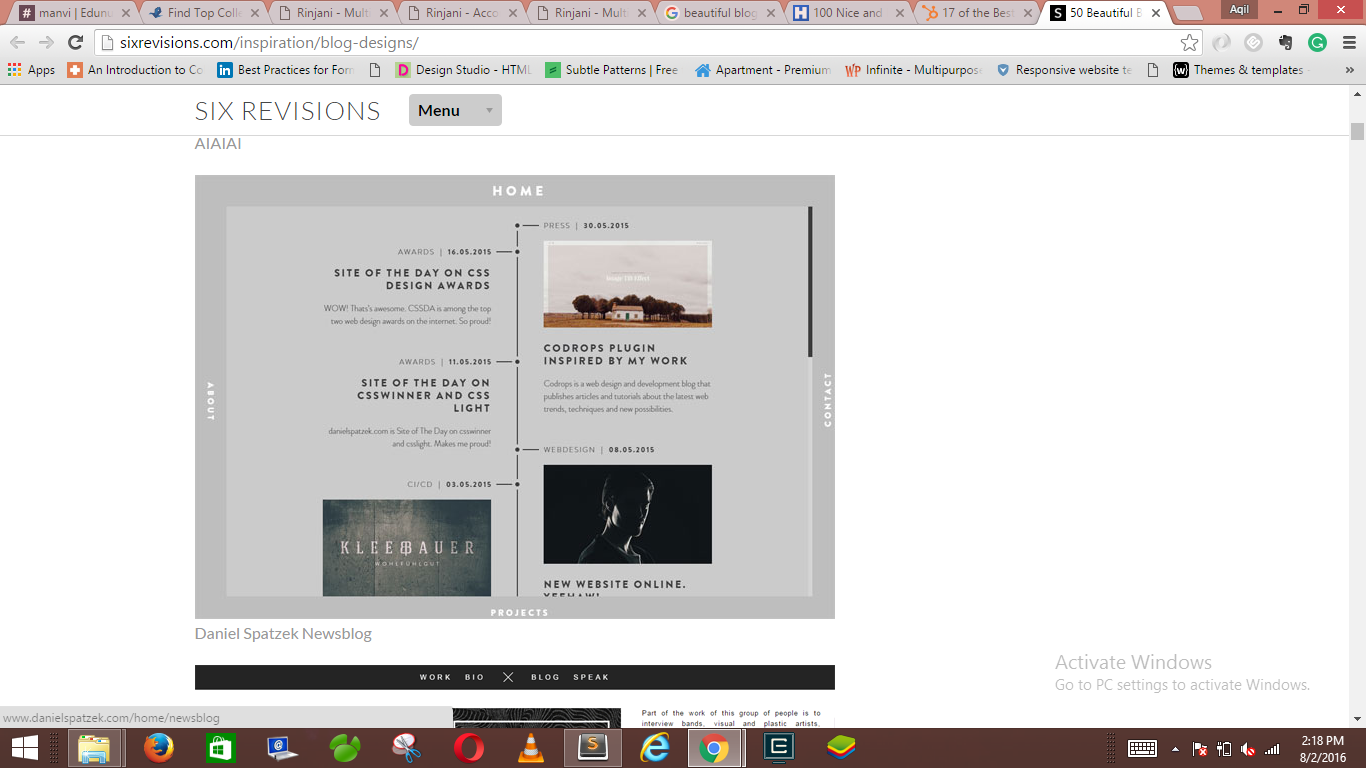 manvi | Edunu
Find Top Colle
Rinjani - Multi
Rinjani - Acco
Rinjani - Multi
beautiful blog
100 Nice and
17 of the Best
50 Beautiful B
Aqil
sixrevisions.com/inspiration/blog-designs/
Apps
An Introduction to Co
Best Practices for Form
Design Studio - HTML
Subtle Patterns | Free
Apartment - Premium
Infinite - Multipurpose
Responsive website te
Themes & templates
SIX REVISIONS
Menu
AIAIAI
HOME
ABOUT
CONTACT
PRESS | 30.05.2015
AWARDS | 16.05.2015
SITE OF THE DAY ON CSS
DESIGN AWARDS
WOW! Thats's awesome. CSSDA is among the top
two web design awards on the internet. So proud!
CODROPS PLUGIN
INSPIRED BY MY WORK
Codrops is a web design and development blog that
publishes articles and tutorials about the latest web
trends, techniques and new possibilities.
AWARDS | 11.05.2015
SITE OF THE DAY ON
CSSWINNER AND CSS
LIGHT
danielspatzek.com is Site of The Day on csswinner
and csslight. Makes me proud!
WEBDESIGN | 08.05.2015
CI/CD | 03.05.2015
KLEEBAUER
WOHLFÜHLGUT
NEW WEBSITE ONLINE.
YEEHAW!
PROJECTS
Daniel Spatzek Newsblog
WORK BIO BLOG SPEAK
Part of the work of this group of people is to
interview bands, visual and plastic artists,
www.danielspatzek.com/home/newsblog
Activate Windows
Go to PC settings to activate Windows.
2:18 PM
8/2/2016